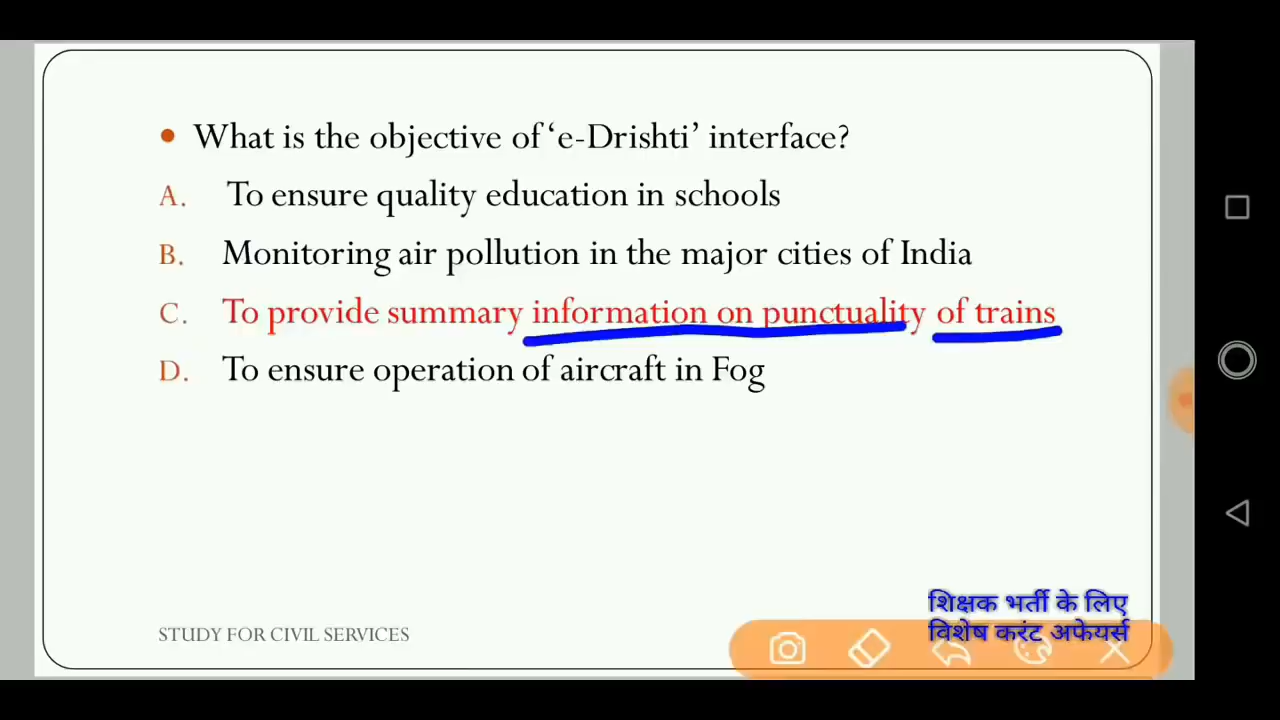 • What is the objective of ‘e-Drishti’ interface?
A. To ensure quality education in schools
B. Monitoring air pollution in the major cities of India
C. To provide summary information on punctuality of trains
D. To ensure operation of aircraft in Fog
शिक्षक भर्ती के लिए
विशेष करंट अफेयर्स
STUDY FOR CIVIL SERVICES